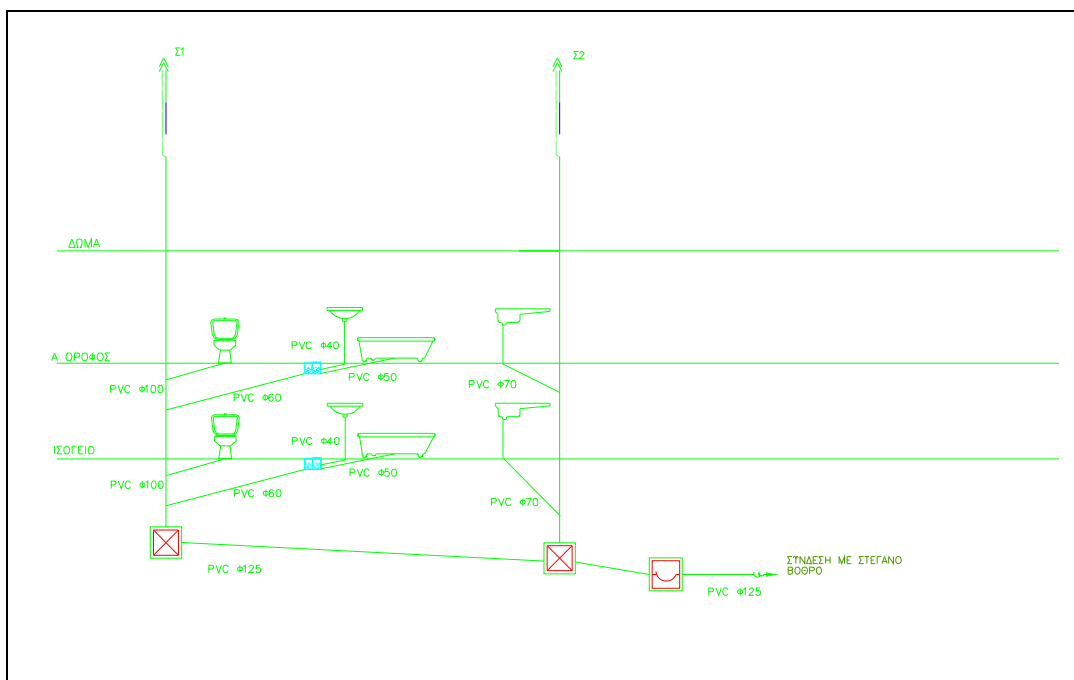 Σ1
Σ2
ΔΩΜΑ
PVC Φ40
Α ΟΡΟΦΟΣ
PVC Φ50
PVC Φ100
PVC Φ70
PVC Φ60
PVC Φ40
ΙΣΟΓΕΙΟ
PVC Φ50
PVC Φ100
PVC Φ60
PVC Φ70
ΣΎΝΔΕΣΗ ΜΕ ΣΤΕΓΑΝΟ
ΒΟΘΡΟ
PVC Φ125
PVC Φ125